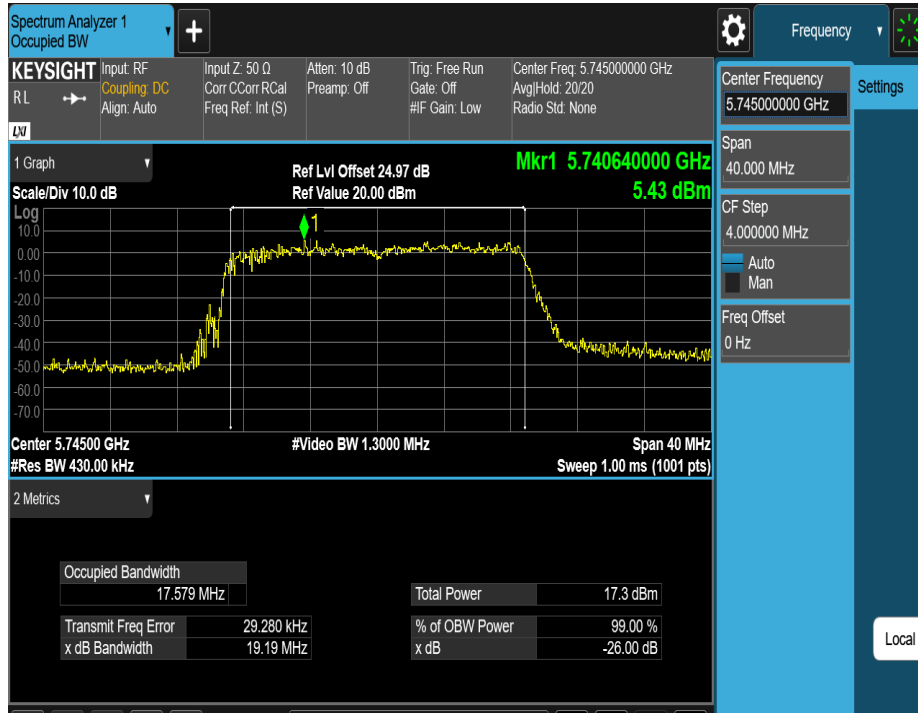 Spectrum Analyzer 1
Occupied BW
+
Frequency
KEYSIGHT
R L
LXI
Input: RF
Coupling: DC
Align: Auto
Input Z: 50 Ω
Corr CCorr RCal
Freq Ref: Int (S)
Atten: 10 dB
Preamp: Off
Trig: Free Run
Gate: Off
#IF Gain: Low
Center Freq: 5.745000000 GHz
Avg|Hold: 20/20
Radio Std: None
Center Frequency
5.745000000 GHz
Settings
Span
40.000 MHz
CF Step
4.000000 MHz
Auto
Man
Freq Offset
0 Hz
Local
1 Graph
Scale/Div 10.0 dB
Ref Lvl Offset 24.97 dB
Ref Value 20.00 dBm
Mkr1 5.740640000 GHz
5.43 dBm
Log
10.0
0.00
-10.0
-20.0
-30.0
-40.0
-50.0
-60.0
-70.0
1
Center 5.74500 GHz
#Video BW 1.3000 MHz
Span 40 MHz
#Res BW 430.00 kHz
Sweep 1.00 ms (1001 pts)
2 Metrics
Occupied Bandwidth
17.579 MHz
Total Power 17.3 dBm
Transmit Freq Error 29.280 kHz
% of OBW Power 99.00 %
x dB Bandwidth 19.19 MHz
x dB -26.00 dB